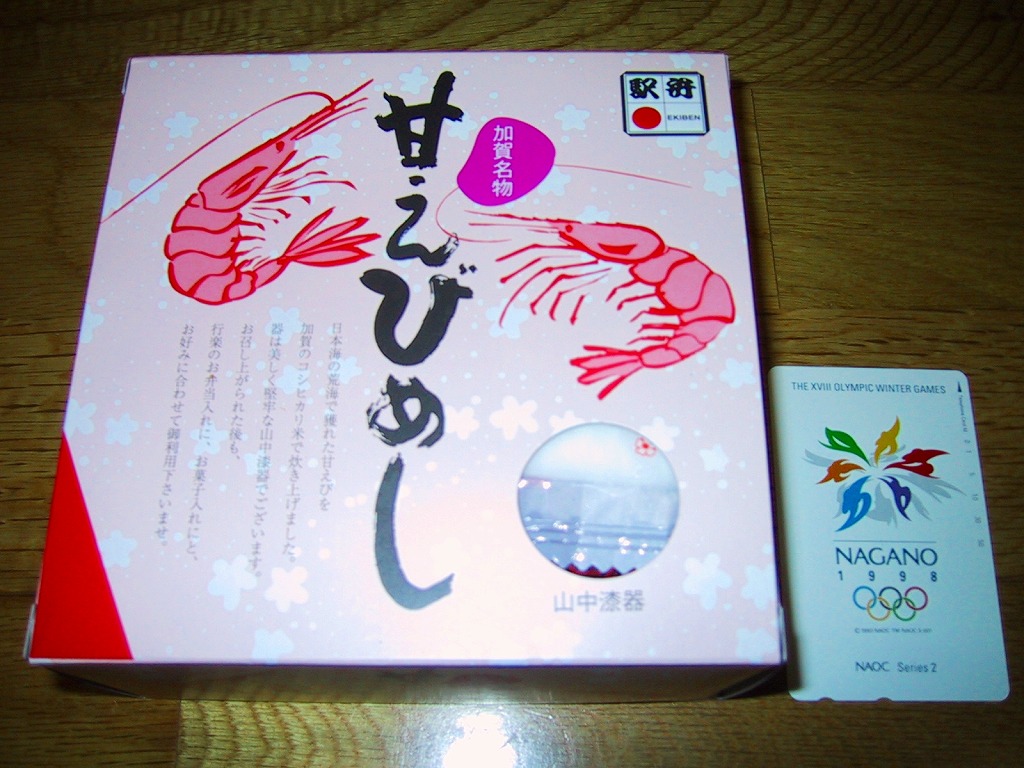 甘えびめし
加賀名物
駅弁
EKIBEN
日本海の荒海で獲れた甘えびを
加賀のコシヒカリ米で炊き上げました。
器は美しく堅牢な山中漆器でございます。
お召し上がられた後も、
行楽のお弁当入れに、お菓子入れにと、
お好みに合わせて御利用下さいませ。
山中漆器
THE XVIII OLYMPIC WINTER GAMES
NAGANO
1998
NAOC Series 2